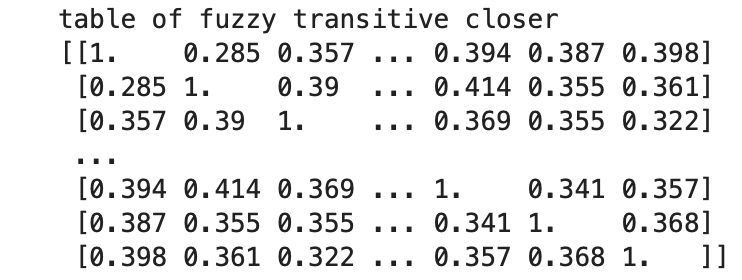 table of fuzzy transitive closer
[[1.    0.285 0.357 ... 0.394 0.387 0.398]
 [0.285 1.    0.39  ... 0.414 0.355 0.361]
 [0.357 0.39  1.    ... 0.369 0.355 0.322]
 ...
 [0.394 0.414 0.369 ... 1.    0.341 0.357]
 [0.387 0.355 0.355 ... 0.341 1.    0.368]
 [0.398 0.361 0.322 ... 0.357 0.368 1.   ]]